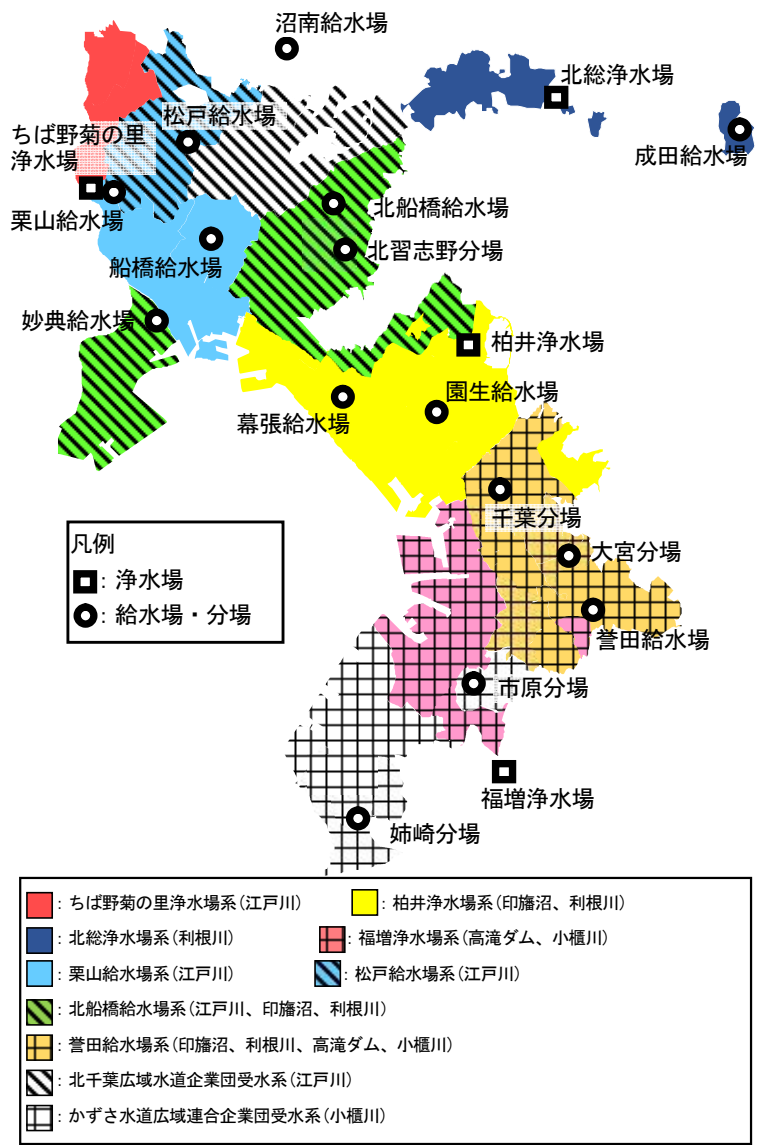 沼南給水場
北総浄水場
松戸給水場
ちば野菊の里
浄水場
成田給水場
栗山給水場
北船橋給水場
船橋給水場
北習志野分場
妙典給水場
柏井浄水場
園生給水場
幕張給水場
千葉分場
凡例
: 浄水場
: 給水場・分場
大宮分場
誉田給水場
市原分場
福増浄水場
姉崎分場
: ちば野菊の里浄水場系(江戸川)
: 柏井浄水場系(印旛沼、利根川)
: 北総浄水場系(利根川)
: 福増浄水場系(高滝ダム、小櫃川)
: 栗山給水場系(江戸川)
: 松戸給水場系(江戸川)
: 北船橋給水場系(江戸川、印旛沼、利根川)
: 誉田給水場系(印旛沼、利根川、高滝ダム、小櫃川)
: 北千葉広域水道企業団受水系(江戸川)
: かずさ水道広域連合企業団受水系(小櫃川)